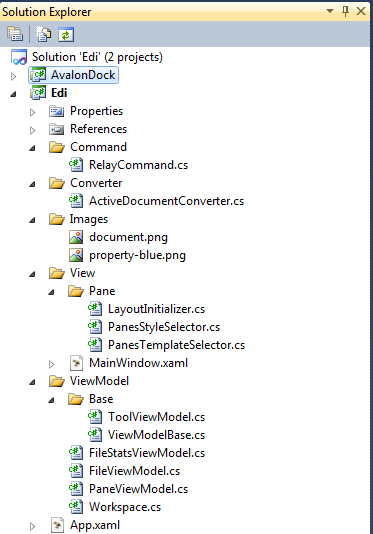 Solution Explorer
Solution 'Edi' (2 projects)
AvalonDock
Edi
Properties
References
Command
RelayCommand.cs
Converter
ActiveDocumentConverter.cs
Images
document.png
property-blue.png
View
Pane
LayoutInitializer.cs
PanesStyleSelector.cs
PanesTemplateSelector.cs
MainWindow.xaml
ViewModel
Base
ToolViewModel.cs
ViewModelBase.cs
FileStatsViewModel.cs
FileViewModel.cs
PaneViewModel.cs
Workspace.cs
App.xaml